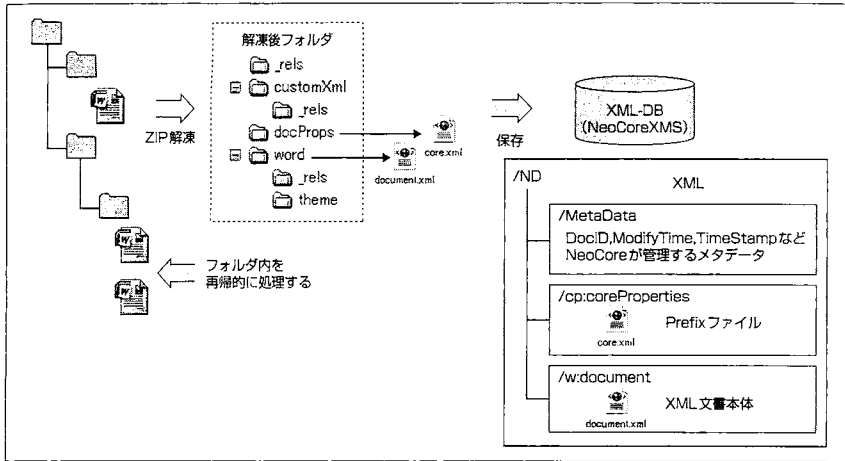 ZIP解凍
フォルダ内を
再帰的に処理する
解凍後フォルダ
_rels
customXml
_rels
docProps
word
_rels
theme
core.xml
document.xml
保存
XML-DB
(NeoCoreXMS)
/ND
XML
/MetaData
DocID,ModifyTime,TimeStampなど
NeoCoreが管理するメタデータ
/cp:coreProperties
Prefixファイル
core.xml
/w:document
XML文書本体
document.xml